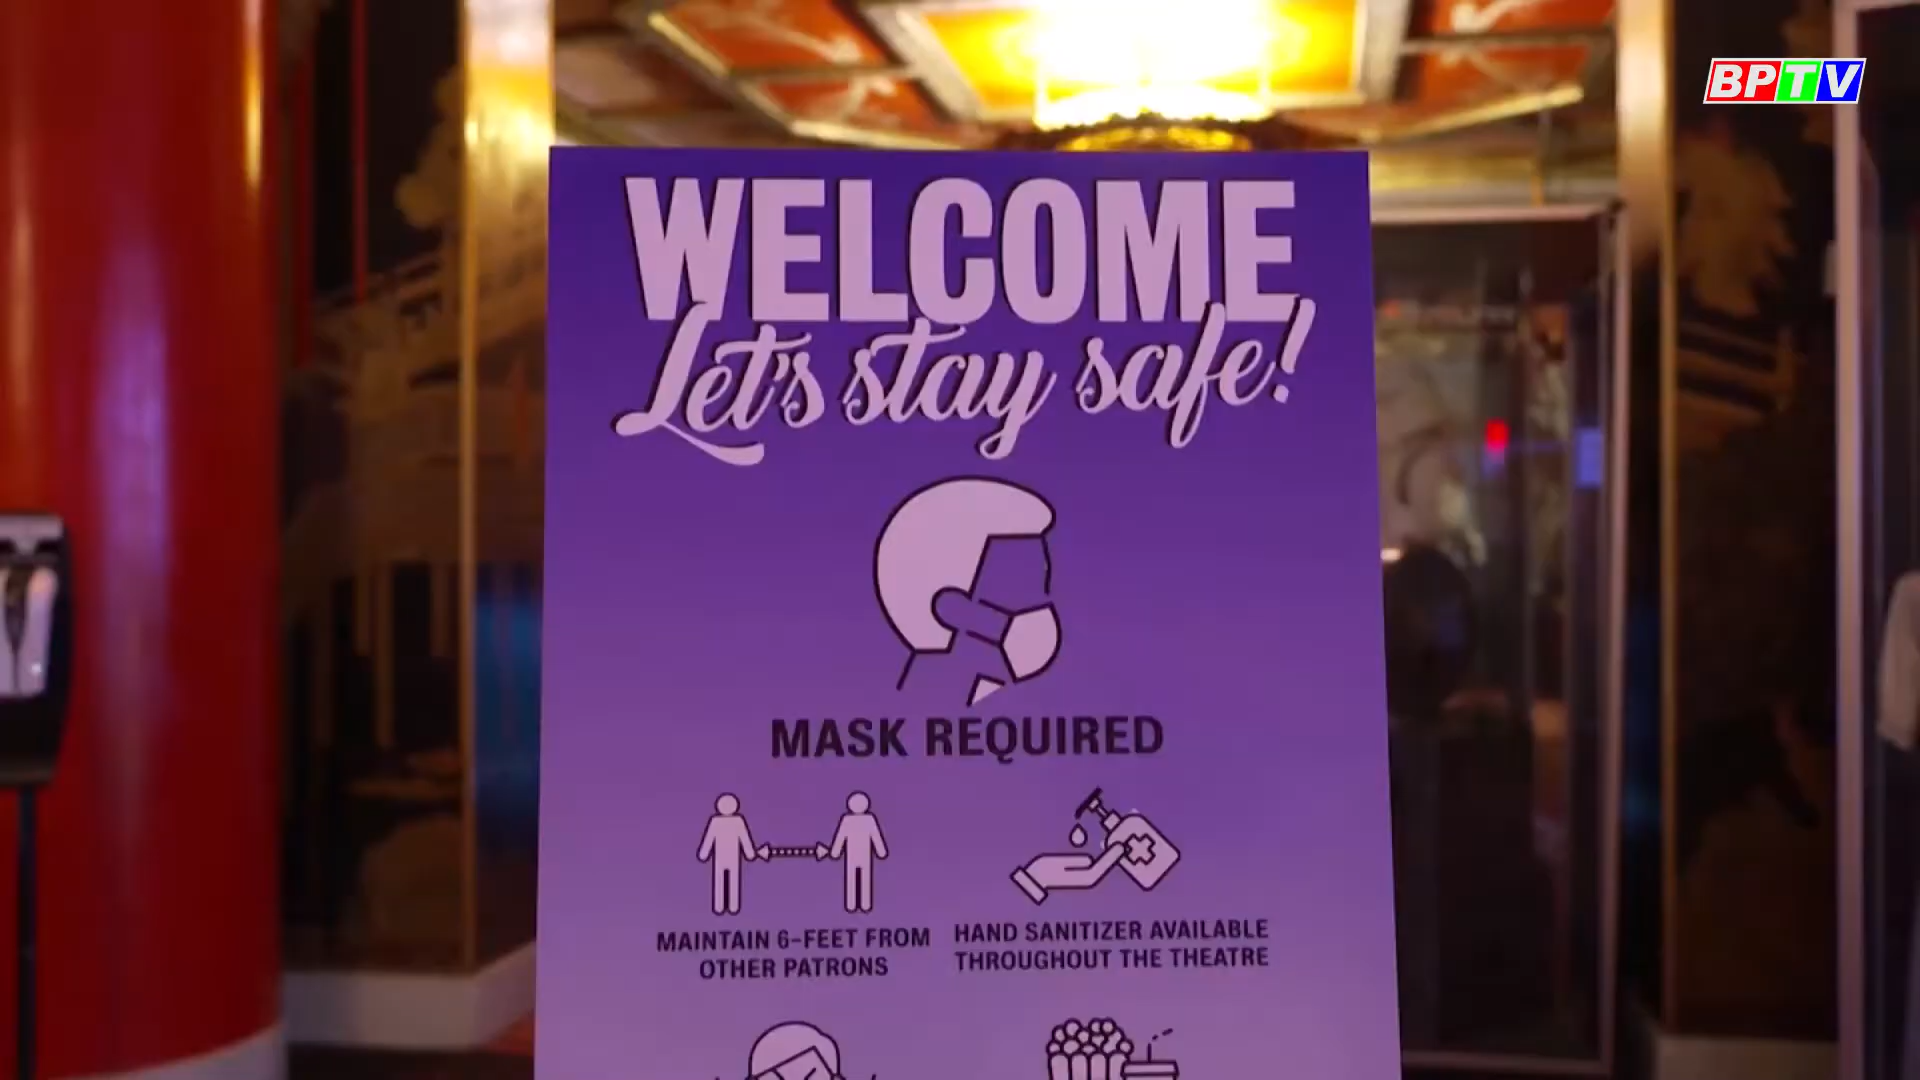 BPTV
WELCOME
Let's stay safe!
MASK REQUIRED
MAINTAIN 6-FEET FROM
OTHER PATRONS
HAND SANITIZER AVAILABLE
THROUGHOUT THE THEATRE